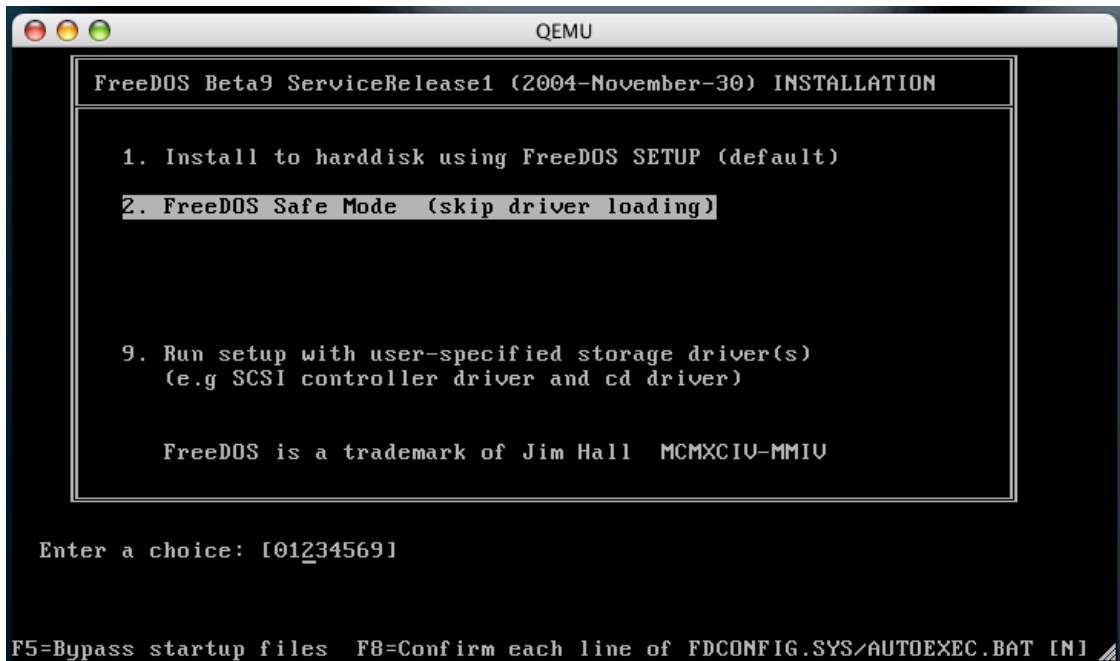 QEMU
FreeDOS Beta9 ServiceRelease1 (2004-November-30) INSTALLATION
1. Install to harddisk using FreeDOS SETUP (default)
2. FreeDOS Safe Mode (skip driver loading)
9. Run setup with user-specified storage driver(s)
(e.g SCSI controller driver and cd driver)
FreeDOS is a trademark of Jim Hall MCMXCIV-MMIV
Enter a choice: [01234569]
F5=Bypass startup files F8=Confirm each line of FDCONFIG.SYS/AUTOEXEC.BAT [N]